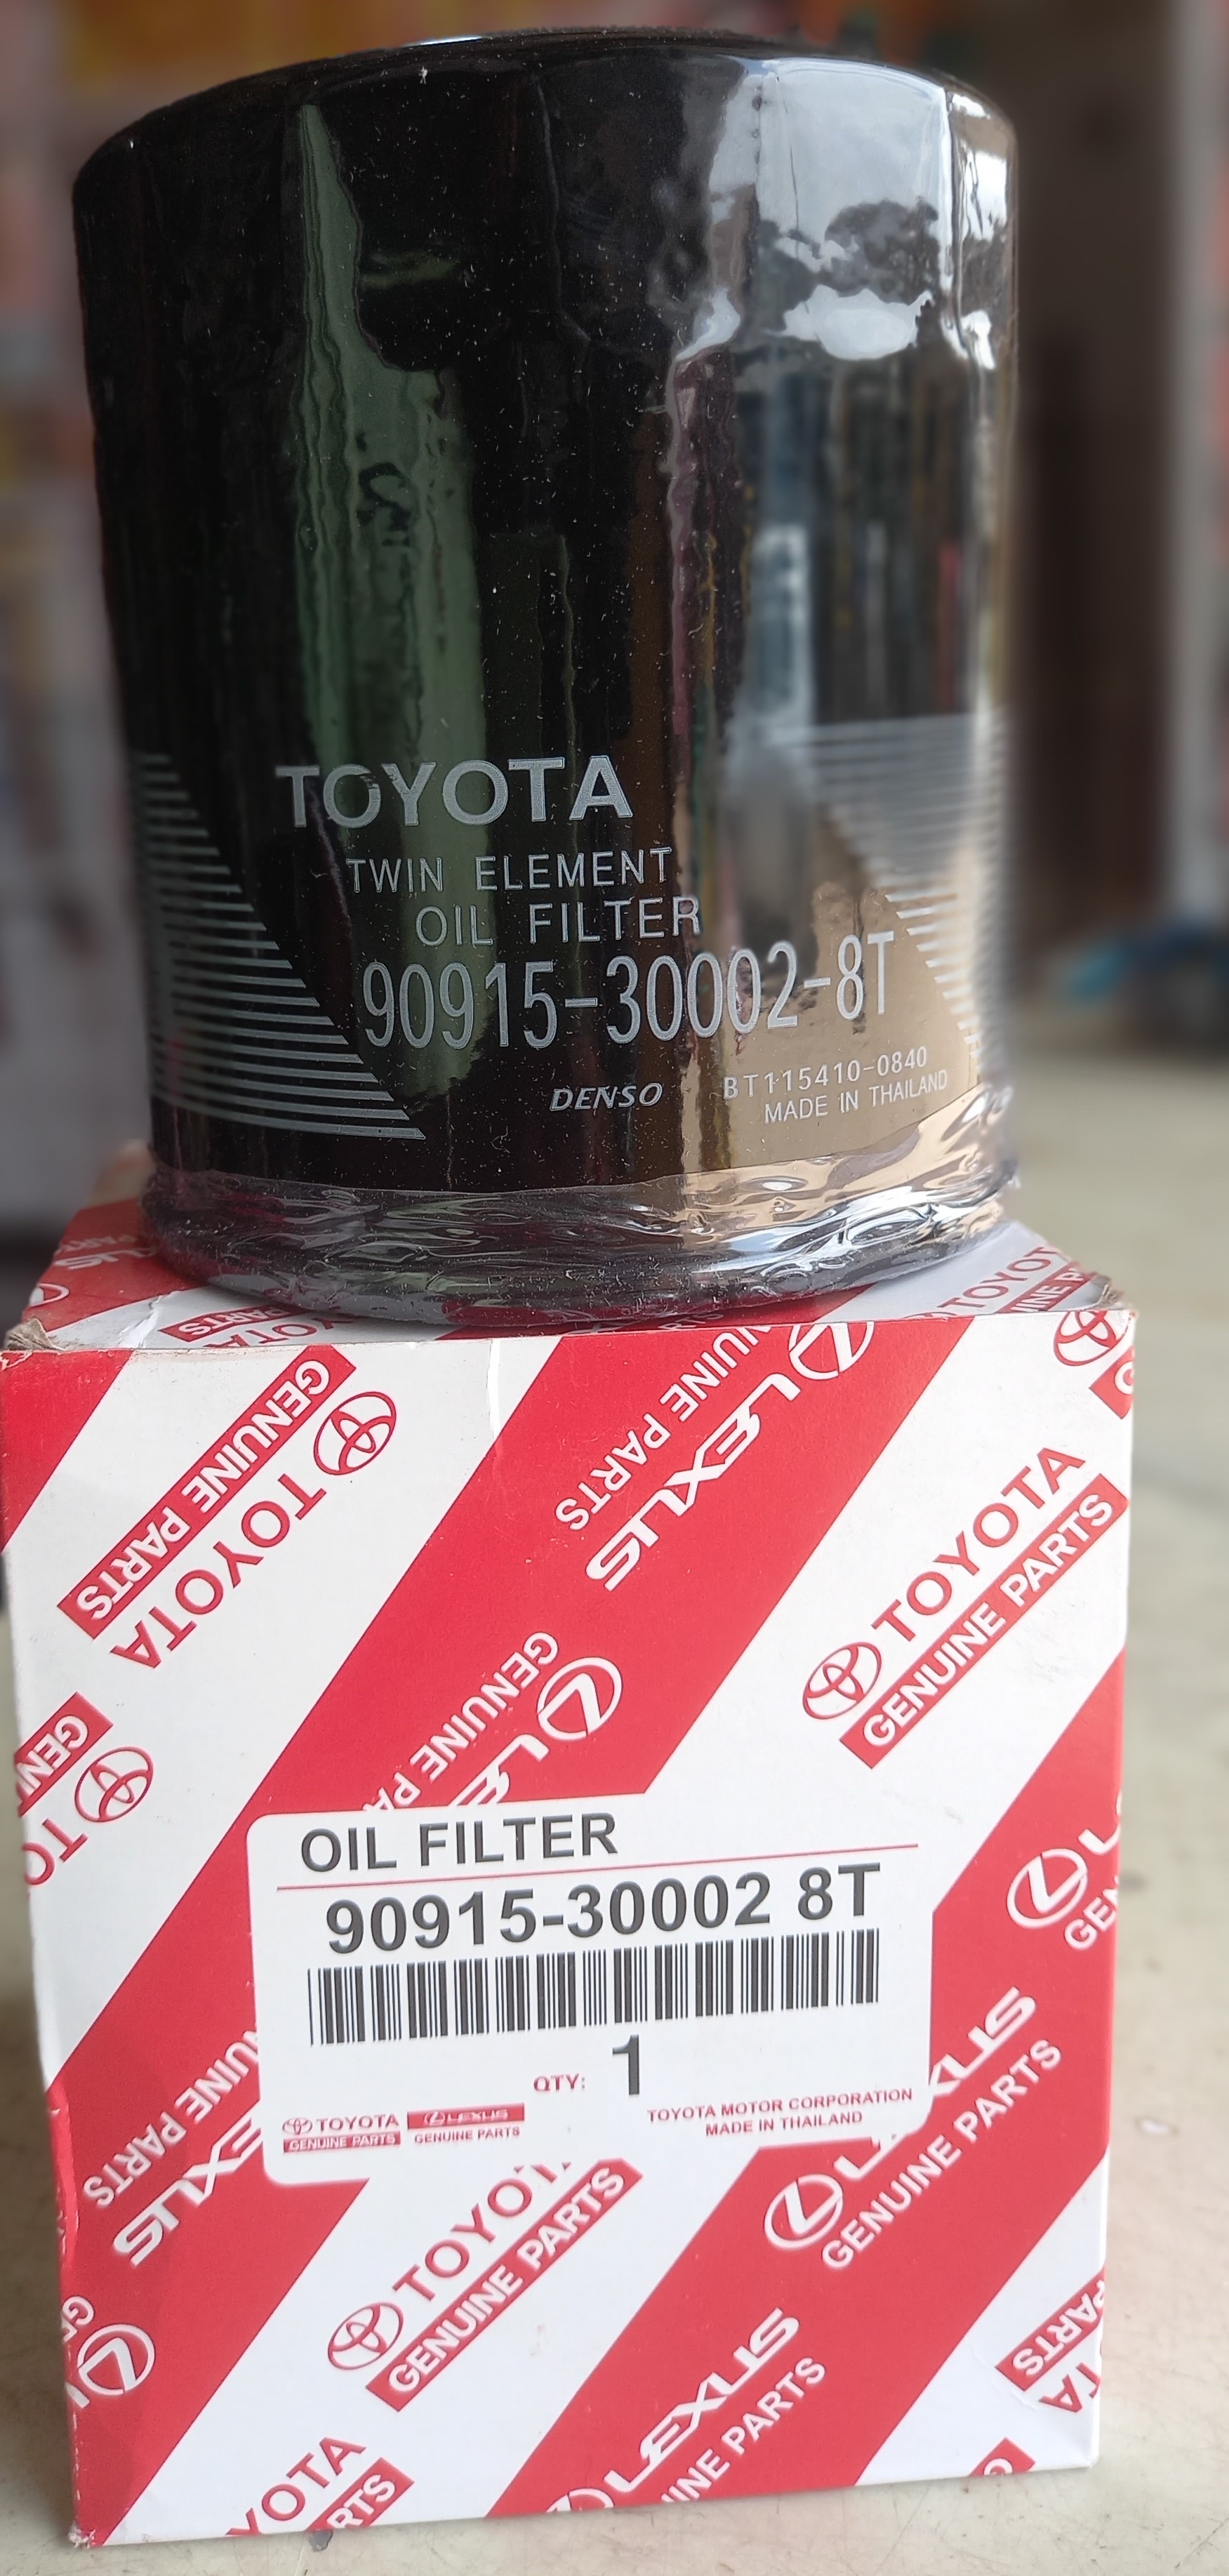 TOYOTA
TWIN ELEMENT
OIL FILTER
90915-30002-8T
DENSO
BT115410-0840
MADE IN THAILAND
GENUINE PARTS
TOYOTA
GENUINE PARTS
LEXUS
TOYOTA
GENUINE PARTS
OIL FILTER
90915-30002 8T
QTY: 1
TOYOTA
GENUINE PARTS
LEXUS
GENUINE PARTS
TOYOTA MOTOR CORPORATION
MADE IN THAILAND
LEXUS
GENUINE PARTS
GENUINE PARTS
LEXUS